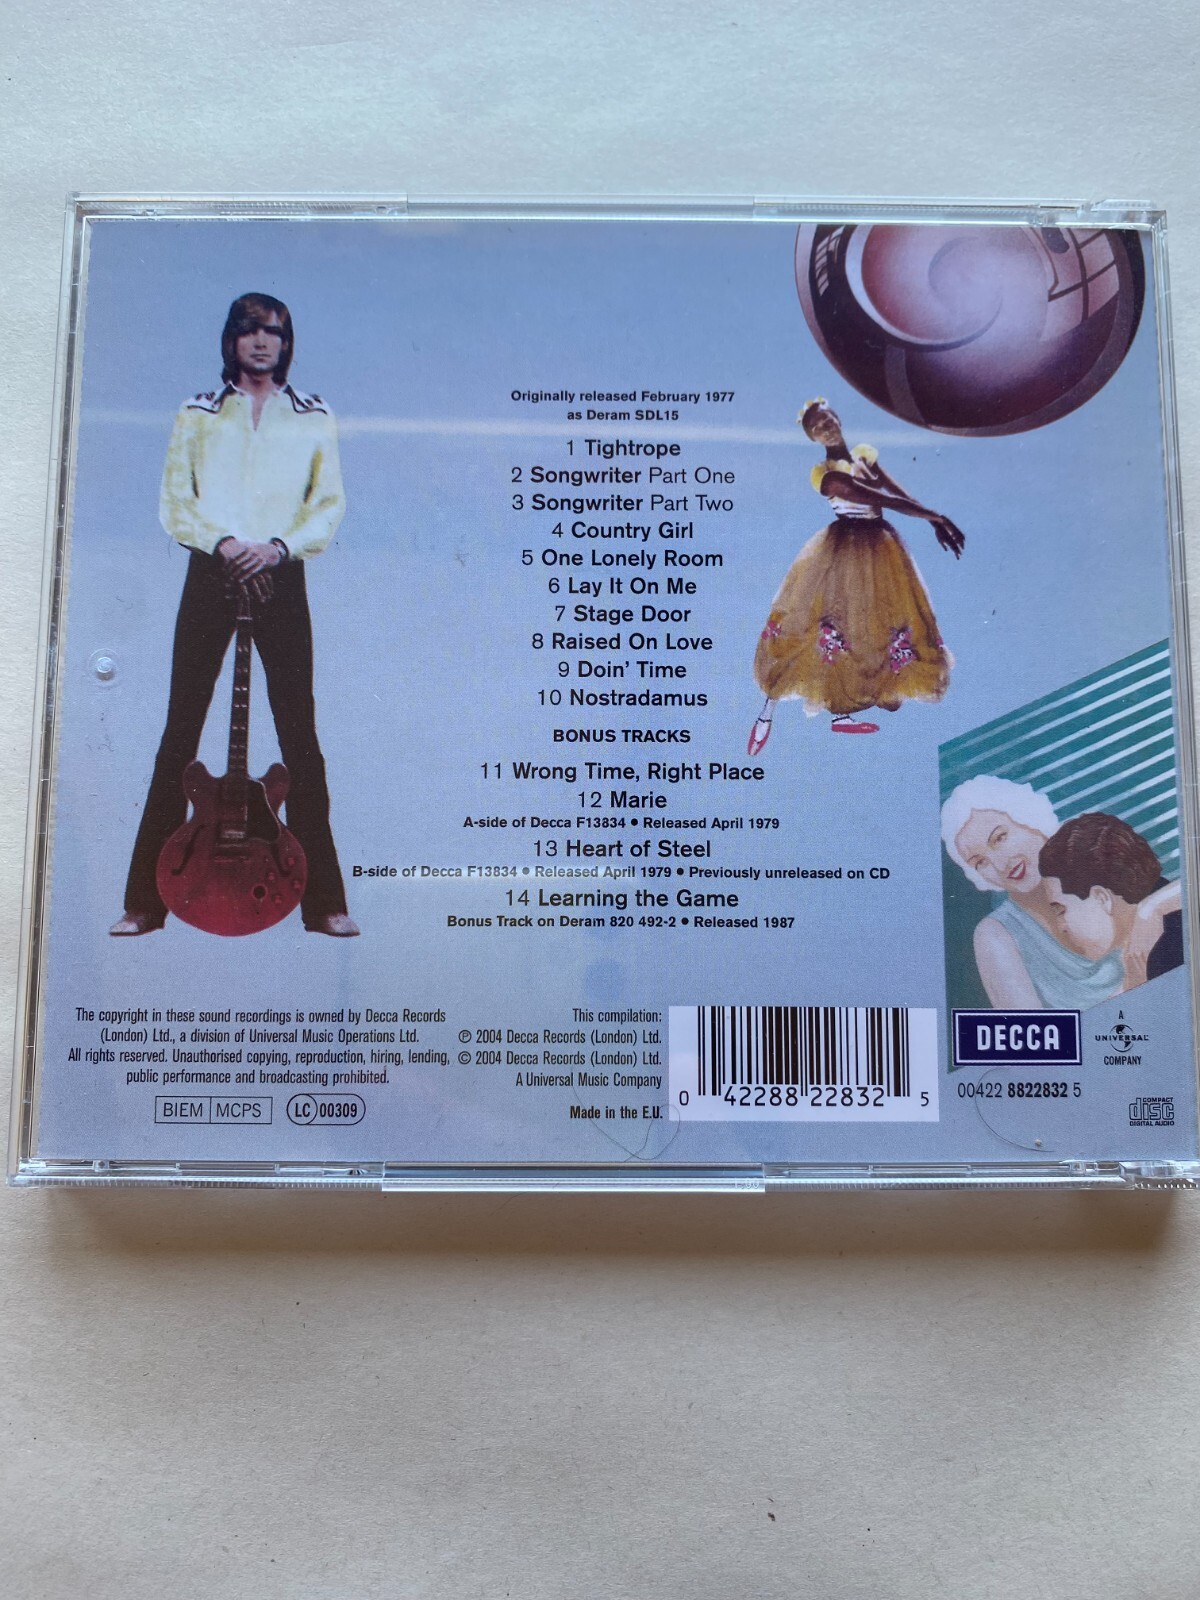 Originally released February 1977
as Deram SDL15
1 Tightrope
2 Songwriter Part One
3 Songwriter Part Two
4 Country Girl
5 One Lonely Room
6 Lay It On Me
7 Stage Door
8 Raised On Love
9 Doin' Time
10 Nostradamus
BONUS TRACKS
11 Wrong Time, Right Place
12 Marie
A-side of Decca F13834 • Released April 1979
13 Heart of Steel
B-side of Decca F13834 • Released April 1979 • Previously unreleased on CD
14 Learning the Game
Bonus Track on Deram 820 492-2 • Released 1987
The copyright in these sound recordings is owned by Decca Records
(London) Ltd., a division of Universal Music Operations Ltd.
All rights reserved. Unauthorised copying, reproduction, hiring, lending,
public performance and broadcasting prohibited.
BIEM MCPS
LC 00309
This compilation:
℗ 2004 Decca Records (London) Ltd.
© 2004 Decca Records (London) Ltd.
A Universal Music Company
Made in the E.U.
0 42288 22832 5
DECCA
A
UNIVERSAL
COMPANY
00422 8822832 5
COMPACT
disc
DIGITAL AUDIO